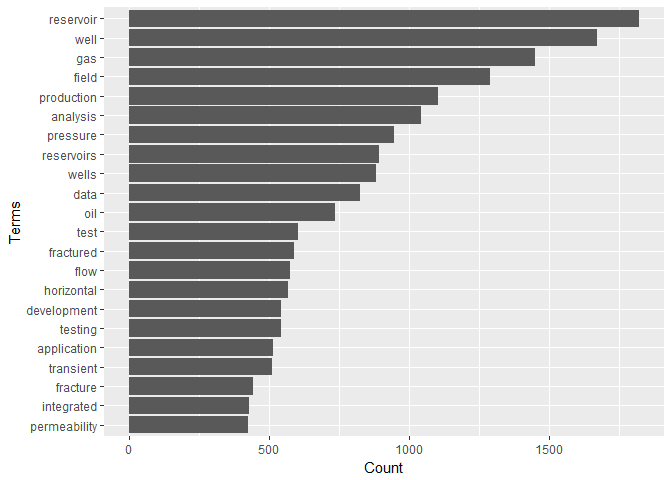 Terms
reservoir
well
gas
field
production
analysis
pressure
reservoirs
wells
data
oil
test
fractured
flow
horizontal
development
testing
application
transient
fracture
integrated
permeability
0 500 1000 1500
Count